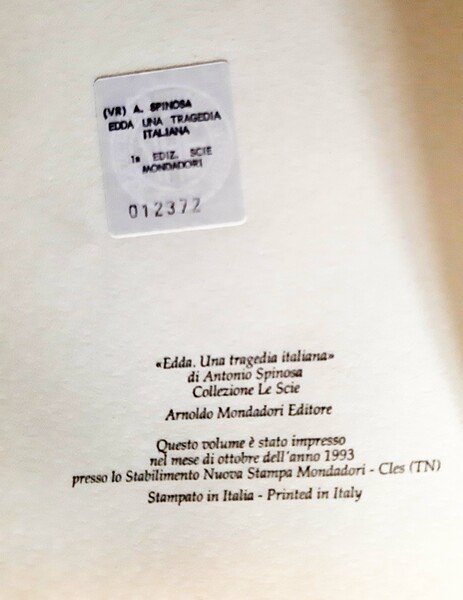 (VR) A. SPINOSA
EDDA UNA TRAGEDIA
ITALIANA
1a EDIZ. SCIE
MONDADORI
012372
«Edda. Una tragedia italiana»
di Antonio Spinosa
Collezione Le Scie
Arnoldo Mondadori Editore
Questo volume è stato impresso
nel mese di ottobre dell'anno 1993
presso lo Stabilimento Nuova Stampa Mondadori - Cles (TN)
Stampato in Italia - Printed in Italy